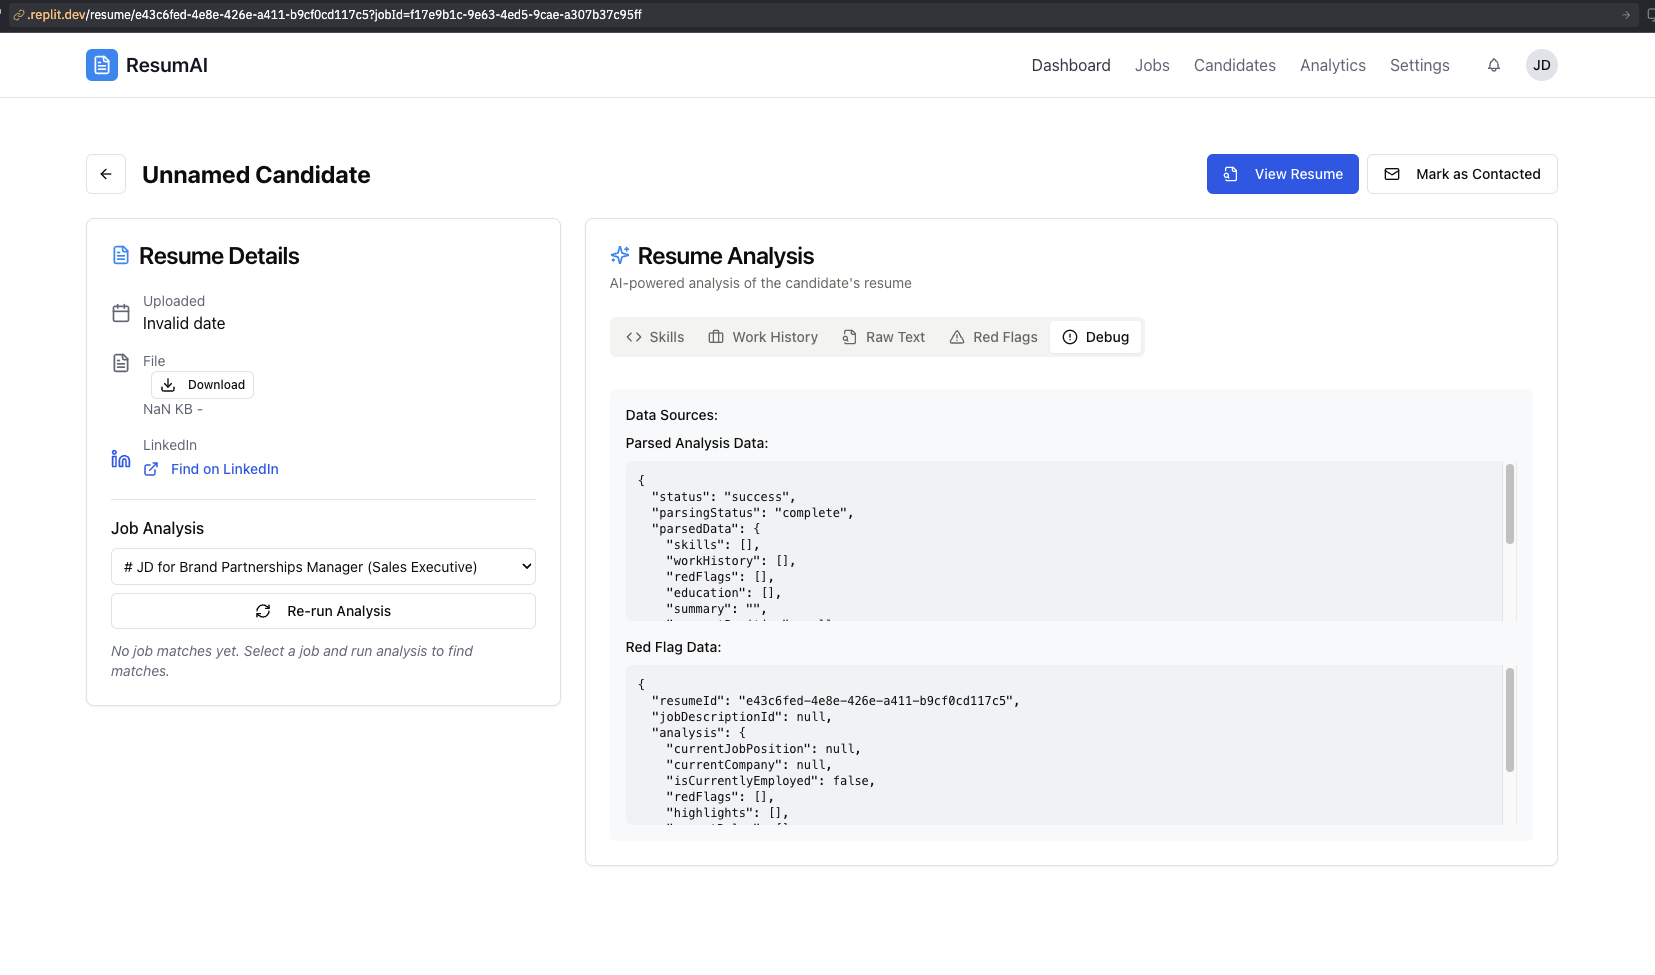 .replit.dev/resume/e43c6fed-4e8e-426e-a411-b9cf0cd117c5?jobId=f17e9b1c-9e63-4ed5-9cae-a307b37c95ff
ResumAI
Dashboard
Jobs
Candidates
Analytics
Settings
JD
Unnamed Candidate
View Resume
Mark as Contacted
Resume Details
Uploaded
Invalid date
File
Download
NaN KB -
LinkedIn
Find on LinkedIn
Job Analysis
# JD for Brand Partnerships Manager (Sales Executive)
Re-run Analysis
No job matches yet. Select a job and run analysis to find
matches.
Resume Analysis
AI-powered analysis of the candidate's resume
Skills
Work History
Raw Text
Red Flags
Debug
Data Sources:
Parsed Analysis Data:
{
"status": "success",
"parsingStatus": "complete",
"parsedData": {
"skills": [],
"workHistory": [],
"redFlags": [],
"education": [],
"summary": "",
Red Flag Data:
{
"resumeId": "e43c6fed-4e8e-426e-a411-b9cf0cd117c5",
"jobDescriptionId": null,
"analysis": {
"currentJobPosition": null,
"currentCompany": null,
"isCurrentlyEmployed": false,
"redFlags": [],
"highlights": [],